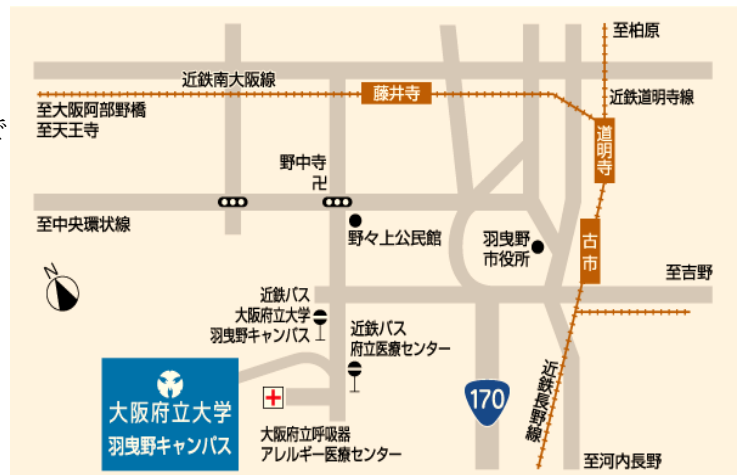 至柏原
近鉄南大阪線
藤井寺
近鉄道明寺線
至大阪阿部野橋
至天王寺
で
道明寺
野中寺
卍
至中央環状線
野々上公民館
羽曳野
市役所
古市
至吉野
N
近鉄バス
大阪府立大学
羽曳野キャンパス
近鉄バス
府立医療センター
大阪府立大学
羽曳野キャンパス
170
近鉄長野線
大阪府立呼吸器
アレルギー医療センター
至河内長野